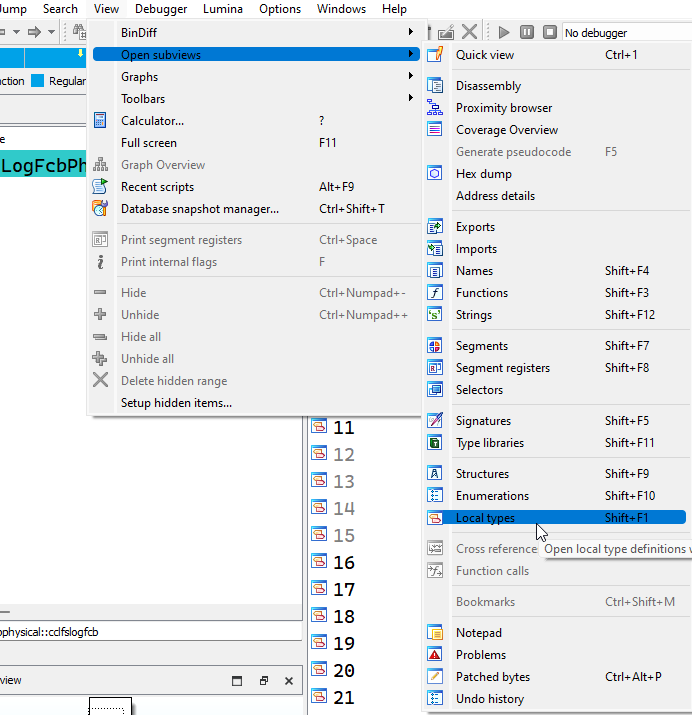 Jump Search View Debugger Lumina Options Windows Help
No debugger
BinDiff
Open subviews
Graphs
Toolbars
Calculator... ?
Full screen F11
Graph Overview
Recent scripts Alt+F9
Database snapshot manager... Ctrl+Shift+T
Print segment registers Ctrl+Space
Print internal flags F
Hide Ctrl+Numpad+-
Unhide Ctrl+Numpad++
Hide all
Unhide all
Delete hidden range
Setup hidden items...
Quick view Ctrl+1
Disassembly
Proximity browser
Coverage Overview
Generate pseudocode F5
Hex dump
Address details
Exports
Imports
Names Shift+F4
Functions Shift+F3
Strings Shift+F12
Segments Shift+F7
Segment registers Shift+F8
Selectors
Signatures Shift+F5
Type libraries Shift+F11
Structures Shift+F9
Enumerations Shift+F10
Local types Shift+F1
Cross reference
Open local type definitions
Function calls
Bookmarks Ctrl+Shift+M
Notepad
Problems
Patched bytes Ctrl+Alt+P
Undo history
ction Regular
e
LogFcbPh
11
12
13
14
15
16
17
18
19
20
21
physical::cclfslogfcb
view